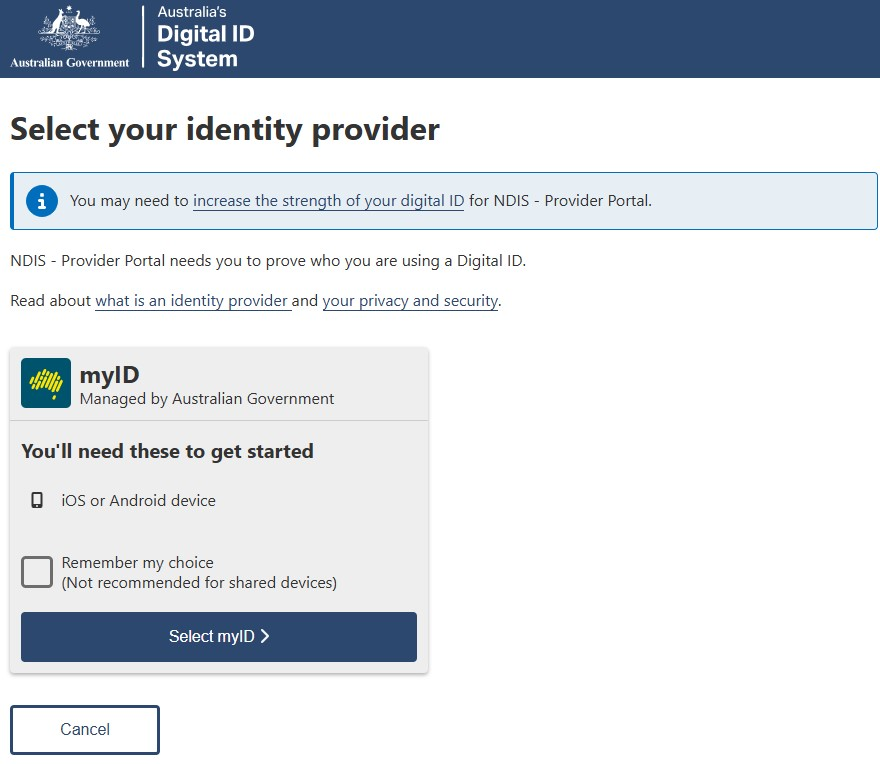 Australian Government
Australia's
Digital ID
System
Select your identity provider
You may need to increase the strength of your digital ID for NDIS - Provider Portal.
NDIS - Provider Portal needs you to prove who you are using a Digital ID.
Read about what is an identity provider and your privacy and security.
myID
Managed by Australian Government
You'll need these to get started
iOS or Android device
Remember my choice
(Not recommended for shared devices)
Select myID
Cancel